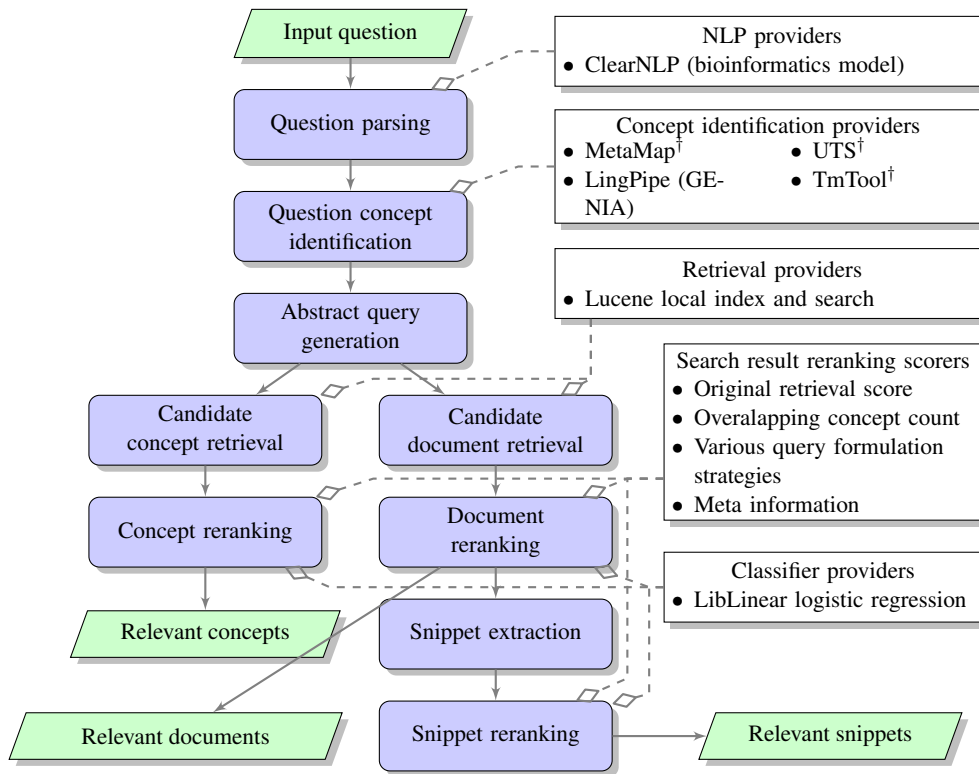 Input question
NLP providers
• ClearNLP (bioinformatics model)
Question parsing
Concept identification providers
• MetaMap†
• LingPipe (GE-
NIA)
• UTS†
• TmTool†
Question concept
identification
Retrieval providers
• Lucene local index and search
Abstract query
generation
Search result reranking scorers
• Original retrieval score
• Overalapping concept count
• Various query formulation
strategies
• Meta information
Candidate
concept retrieval
Candidate
document retrieval
Concept reranking
Document
reranking
Classifier providers
• LibLinear logistic regression
Relevant concepts
Snippet extraction
Relevant documents
Snippet reranking
Relevant snippets